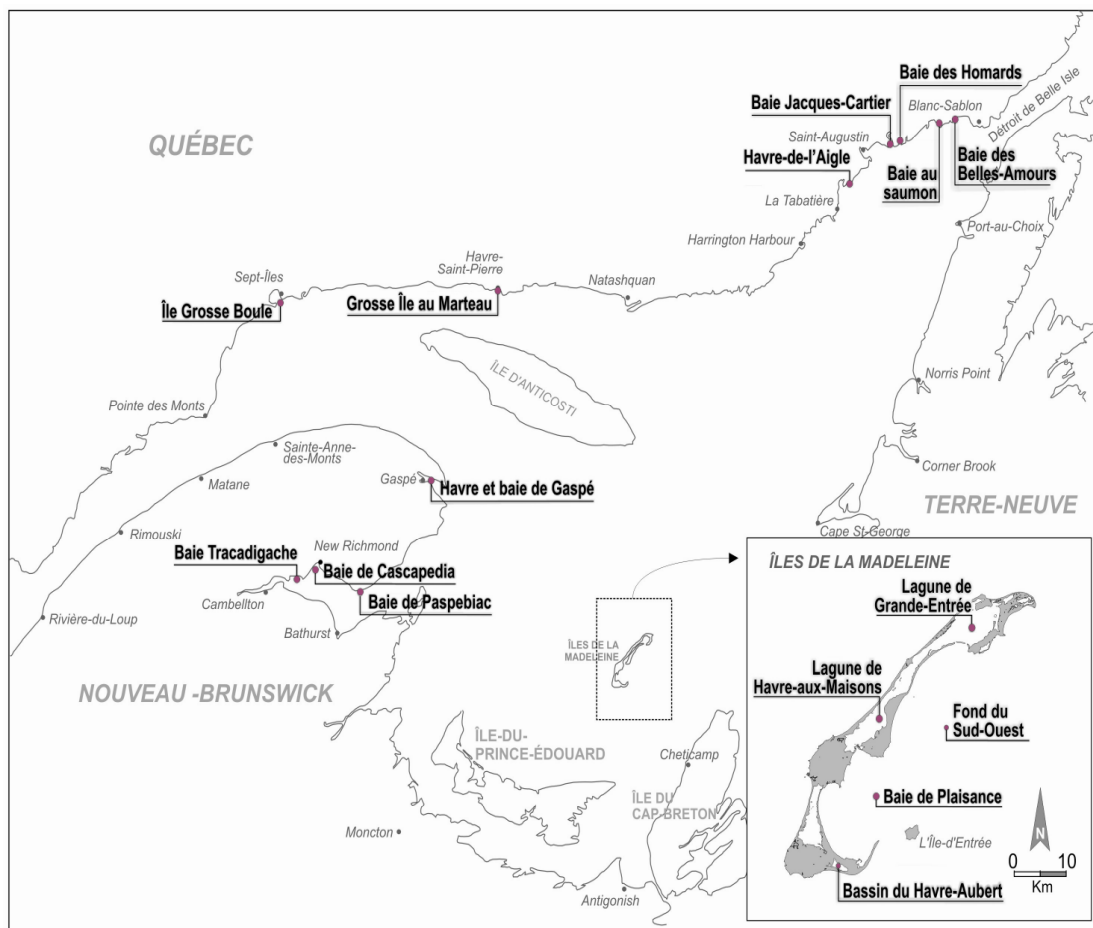 Baie des Homards
Baie Jacques-Cartier
Blanc-Sablon
Détroit de Belle Isle
QUÉBEC
Saint-Augustin
Havre-de-l'Aigle
Baie au
saumon
Baie des
Belles-Amours
La Tabatière
Port-au-Choix
Harrington Harbour
Havre-
Saint-Pierre
Sept-Îles
Natashquan
Île Grosse Boule
Grosse Île au Marteau
ÎLE D'ANTICOSTI
Norris Point
Pointe des Monts
Sainte-Anne-
des-Monts
Corner Brook
Matane
Gaspé
Havre et baie de Gaspé
TERRE-NEUVE
Cape St-George
Rimouski
New Richmond
Baie Tracadigache
Baie de Cascapedia
Cambellton
Baie de Paspebiac
Rivière-du-Loup
Bathurst
ÎLES DE LA
MADELEINE
NOUVEAU -BRUNSWICK
ÎLE-DU-
PRINCE-ÉDOUARD
Cheticamp
ÎLE DU
CAP-BRETON
Moncton
Antigonish
ÎLES DE LA MADELEINE
Lagune de
Grande-Entrée
Lagune de
Havre-aux-Maisons
Fond du
Sud-Ouest
Baie de Plaisance
L'Île-d'Entrée
N
0 10
Km
Bassin du Havre-Aubert